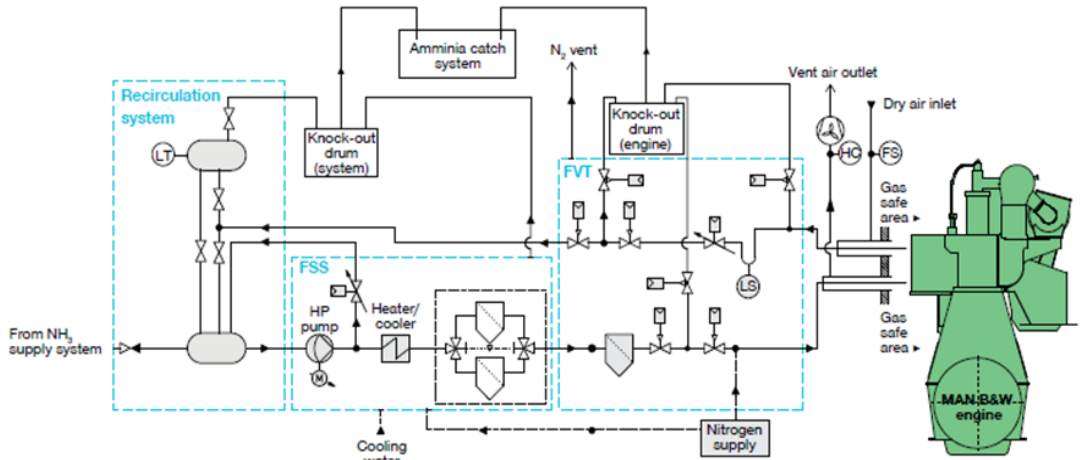 Amminia catch
system
N2 vent
Vent air outlet
Dry air inlet
Recirculation
system
Knock-out
drum
(system)
Knock-out
drum
(engine)
LT
HC
FS
FVT
Gas
safe
area
FSS
LS
HP
pump
Heater/
cooler
From NH3
supply system
Gas
safe
area
M
MAN B&W
engine
Nitrogen
supply
Cooling
water